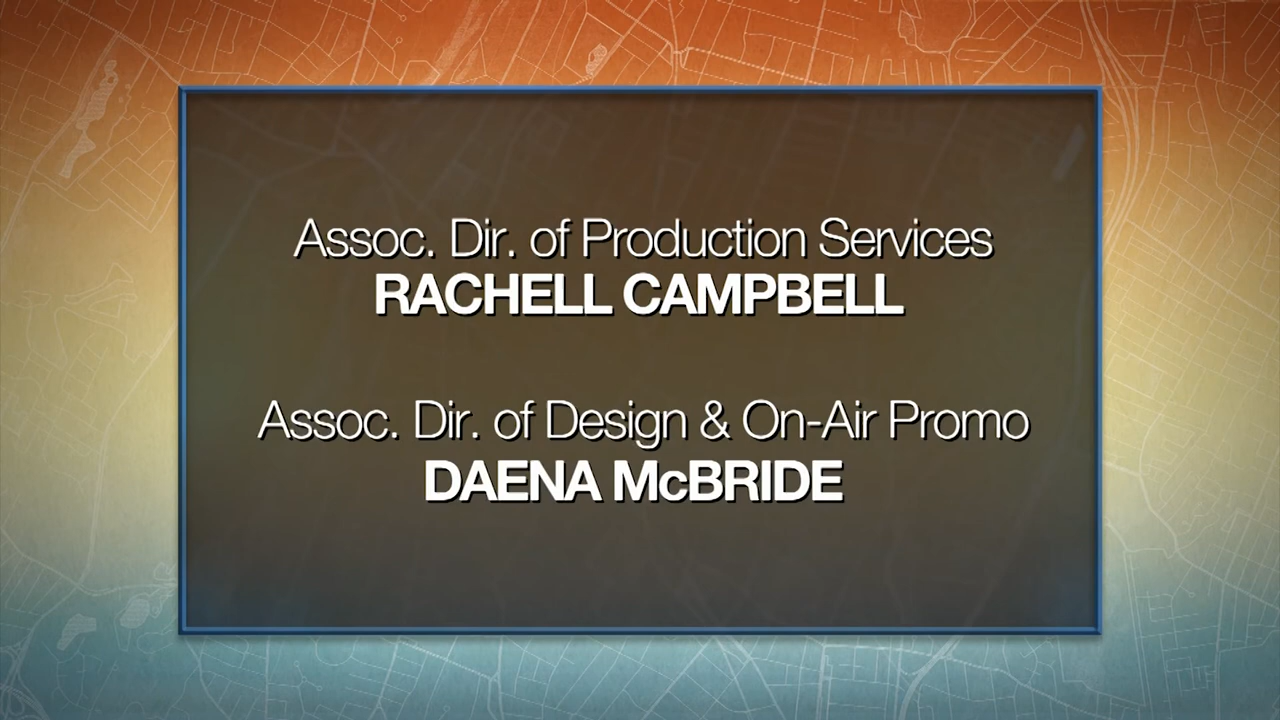 Assoc. Dir. of Production Services
RACHELL CAMPBELL
Assoc. Dir. of Design & On-Air Promo
DAENA McBRIDE